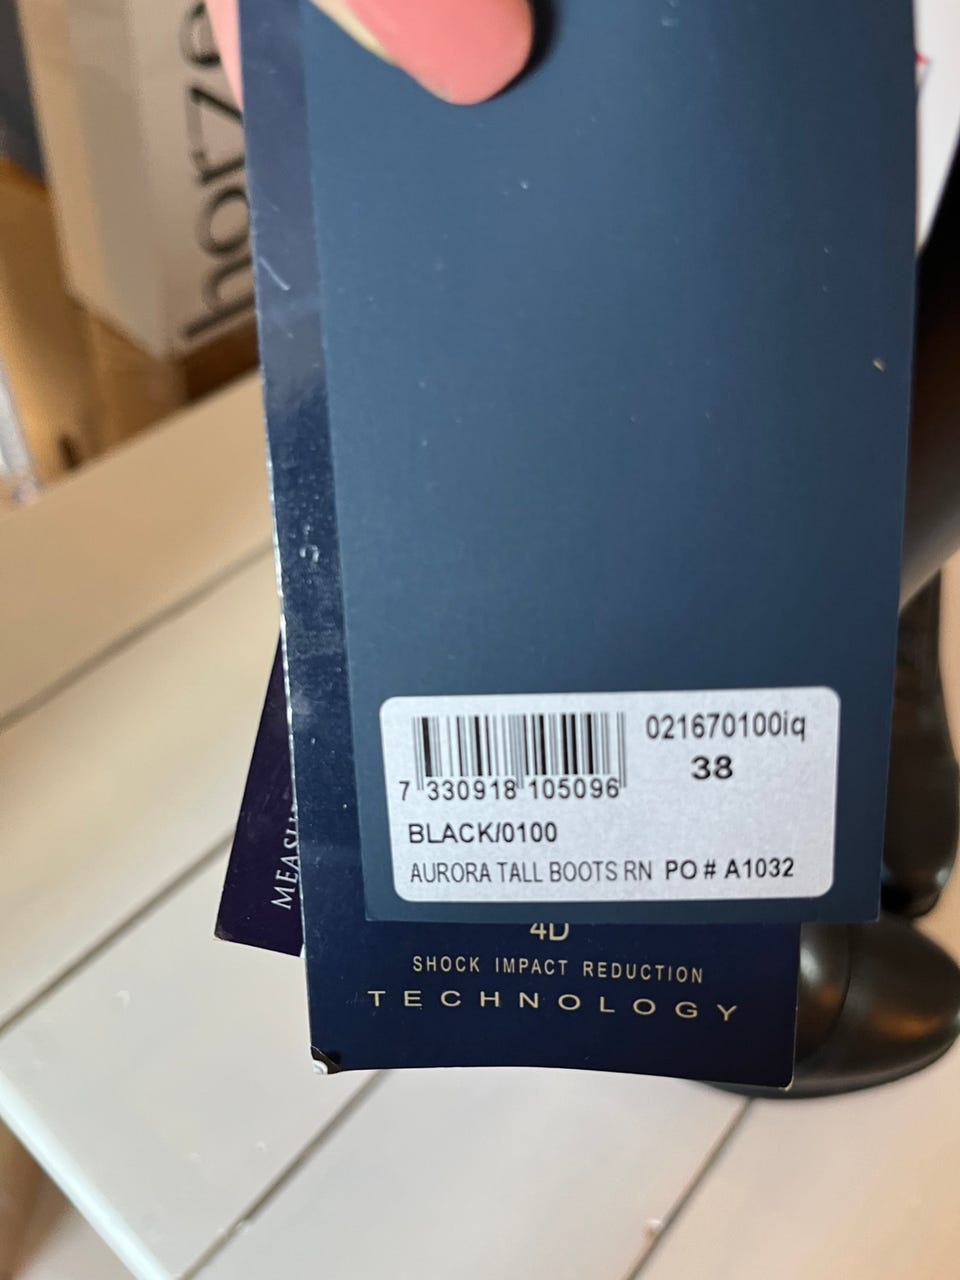 horze
021670100iq
38
7 330918 105096
BLACK/0100
AURORA TALL BOOTS RN PO # A1032
4D
SHOCK IMPACT REDUCTION
TECHNOLOGY